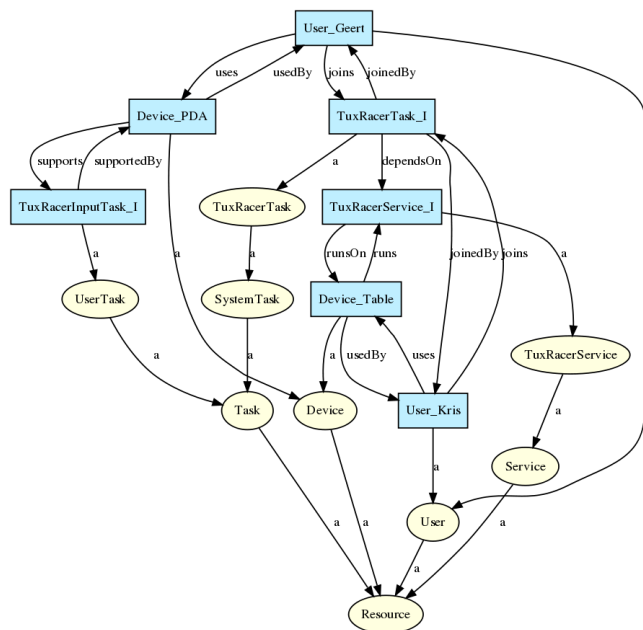 User_Geert
uses
usedBy
joins
joinedBy
Device_PDA
TuxRacerTask_I
supports
supportedBy
a
dependsOn
TuxRacerInputTask_I
TuxRacerTask
TuxRacerService_I
a
a
a
runsOn
runs
joinedBy
joins
a
UserTask
SystemTask
Device_Table
TuxRacerService
a
a
a
usedBy
uses
a
Task
Device
User_Kris
Service
a
a
a
User
a
a
Resource